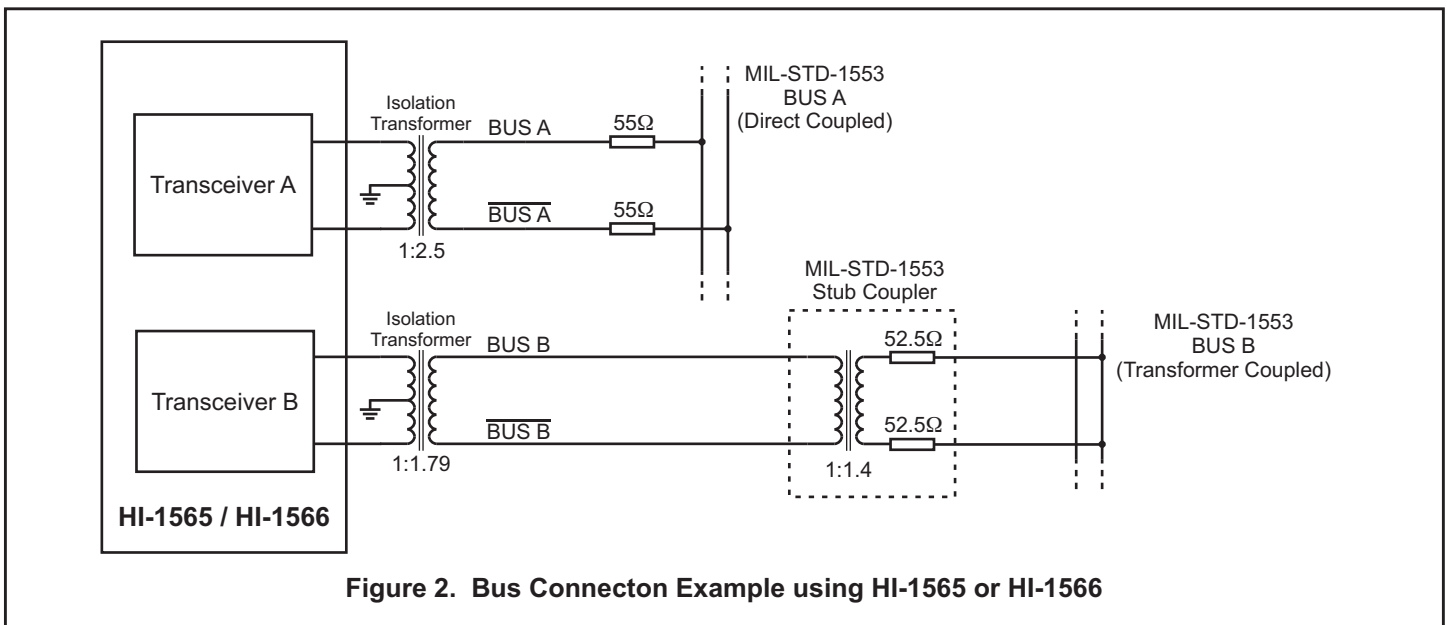 MIL-STD-1553
BUS A
(Direct Coupled)
Isolation
Transformer
BUS A
55Ω
Transceiver A
BUS A
55Ω
1:2.5
MIL-STD-1553
Stub Coupler
Isolation
Transformer
BUS B
52.5Ω
MIL-STD-1553
BUS B
(Transformer Coupled)
Transceiver B
BUS B
52.5Ω
1:1.79
1:1.4
HI-1565 / HI-1566
Figure 2. Bus Connecton Example using HI-1565 or HI-1566